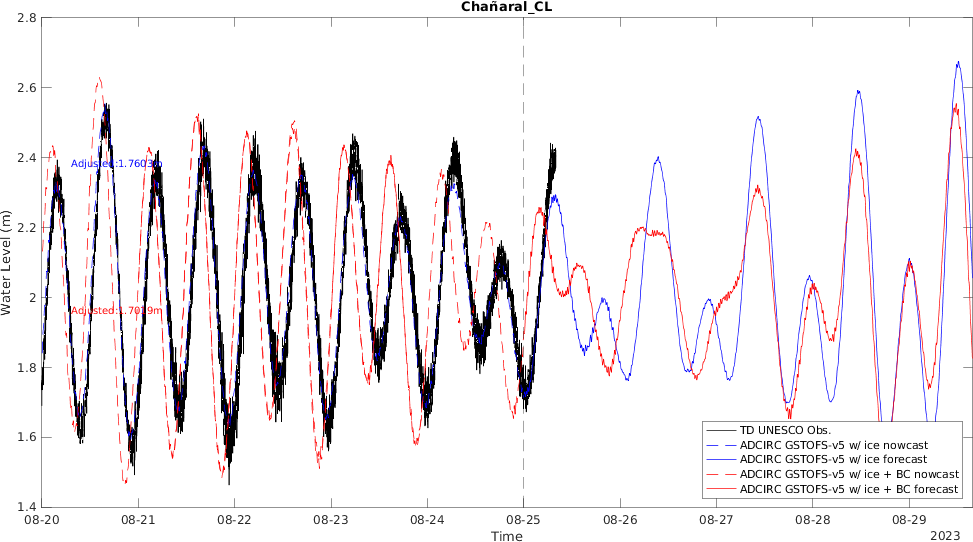 Chañaral_CL
2.8
2.6
2.4
2.2
2
1.8
1.6
1.4
Water Level (m)
Adjusted:1.7603m
Adjusted:1.7019m
TD UNESCO Obs.
ADCIRC GSTOFS-v5 w/ ice nowcast
ADCIRC GSTOFS-v5 w/ ice forecast
ADCIRC GSTOFS-v5 w/ ice + BC nowcast
ADCIRC GSTOFS-v5 w/ ice + BC forecast
08-20 08-21 08-22 08-23 08-24 08-25 08-26 08-27 08-28 08-29
Time
2023